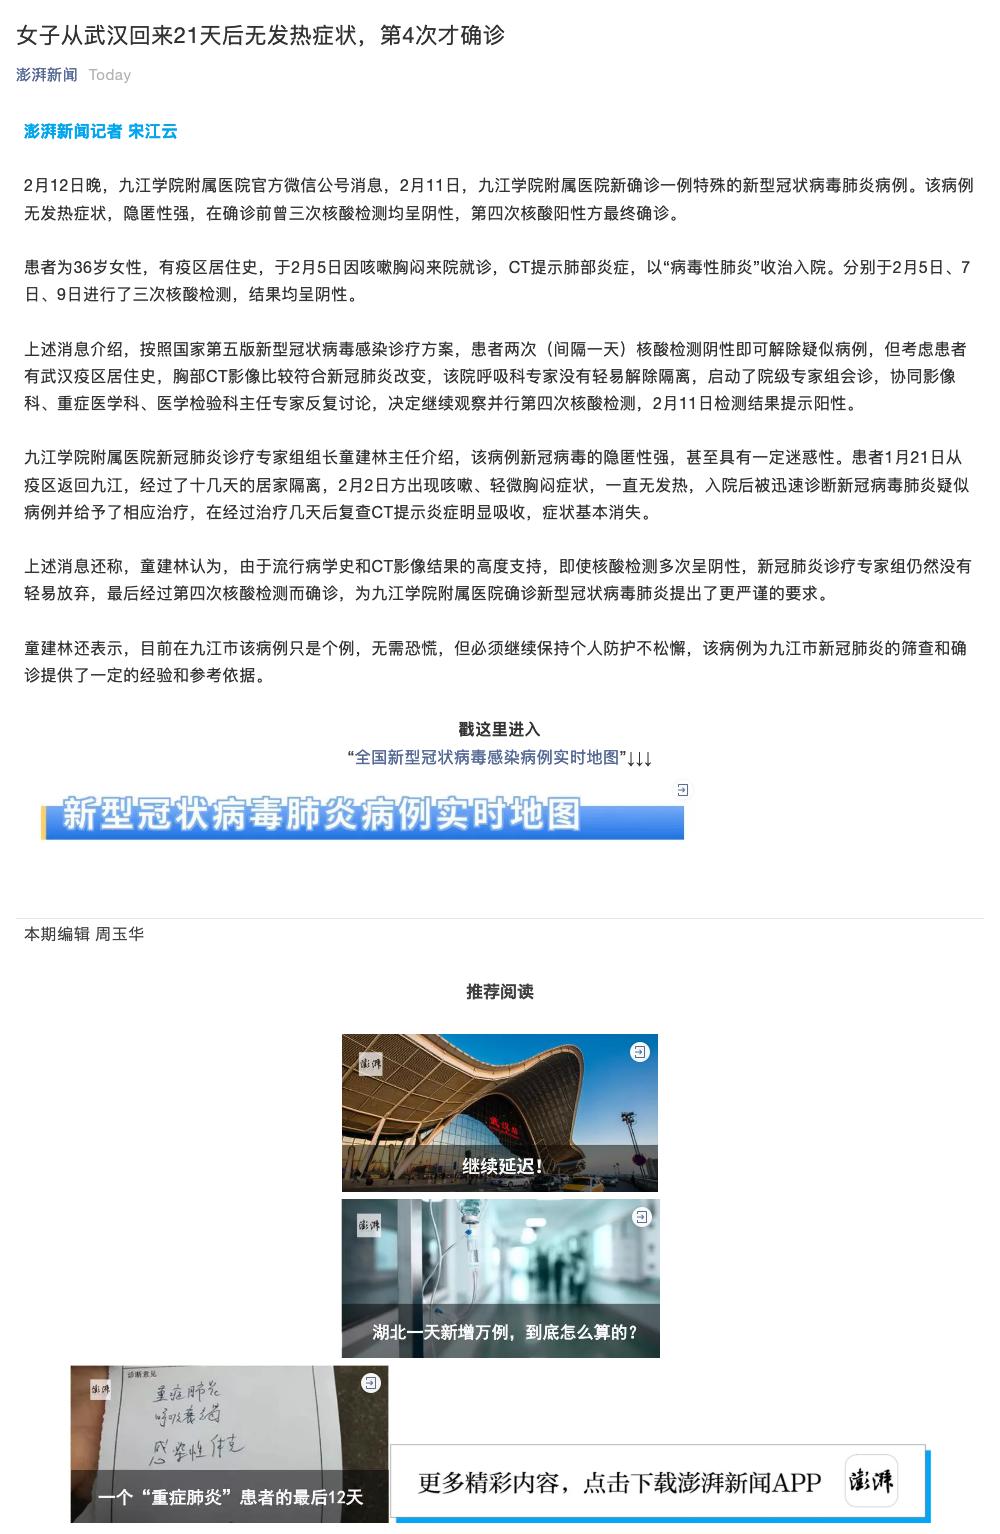 女子从武汉回来21天后无发热症状，第4次才确诊
澎湃新闻 Today
澎湃新闻记者 宋江云
2月12日晚，九江学院附属医院官方微信公号消息，2月11日，九江学院附属医院新确诊一例特殊的新型冠状病毒肺炎病例。该病例
无发热症状，隐匿性强，在确诊前曾三次核酸检测均呈阴性，第四次核酸阳性方最终确诊。
患者为36岁女性，有疫区居住史，于2月5日因咳嗽胸闷来院就诊，CT提示肺部炎症，以“病毒性肺炎”收治入院。分别于2月5日、7
日、9日进行了三次核酸检测，结果均呈阴性。
上述消息介绍，按照国家第五版新型冠状病毒感染诊疗方案，患者两次（间隔一天）核酸检测阴性即可解除疑似病例，但考虑患者
有武汉疫区居住史，胸部CT影像比较符合新冠肺炎改变，该院呼吸科专家没有轻易解除隔离，启动了院级专家组会诊，协同影像
科、重症医学科、医学检验科主任专家反复讨论，决定继续观察并行第四次核酸检测，2月11日检测结果提示阳性。
九江学院附属医院新冠肺炎诊疗专家组组长童建林主任介绍，该病例新冠病毒的隐匿性强，甚至具有一定迷惑性。患者1月21日从
疫区返回九江，经过了十几天的居家隔离，2月2日方出现咳嗽、轻微胸闷症状，一直无发热，入院后被迅速诊断新冠病毒肺炎疑似
病例并给予了相应治疗，在经过治疗几天后复查CT提示炎症明显吸收，症状基本消失。
上述消息还称，童建林认为，由于流行病学史和CT影像结果的高度支持，即使核酸检测多次呈阴性，新冠肺炎诊疗专家组仍然没有
轻易放弃，最后经过第四次核酸检测而确诊，为九江学院附属医院确诊新型冠状病毒肺炎提出了更严谨的要求。
童建林还表示，目前在九江市该病例只是个例，无需恐慌，但必须继续保持个人防护不松懈，该病例为九江市新冠肺炎的筛查和确
诊提供了一定的经验和参考依据。
戳这里进入
“全国新型冠状病毒感染病例实时地图”↓↓↓
新型冠状病毒肺炎病例实时地图
本期编辑 周玉华
推荐阅读
澎湃
武汉站
继续延迟！
澎湃
湖北一天新增万例，到底怎么算的？
澎湃
诊断意见
重症肺炎
呼吸衰竭
感染性休克
一个“重症肺炎”患者的最后12天
更多精彩内容，点击下载澎湃新闻APP
澎湃